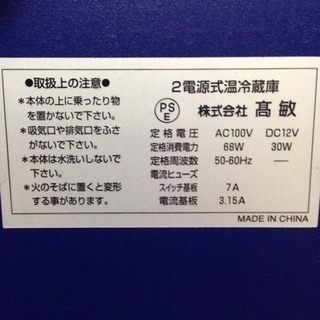 ●取扱上の注意●
*本体の上に乗ったり物
を置かないで下さい。
*吸気口や排気口をふさ
がないで下さい。
*本体は水洗いしないで
下さい。
*火のそばに置くと変形
する事があります。
2電源式温冷蔵庫
PS
E
株式会社 髙敏
定格電圧 AC100V DC12V
定格消費電力 68W 30W
定格周波数 50-60Hz —
電流ヒューズ
スイッチ基板 7A
電流基板 3.15A
MADE IN CHINA